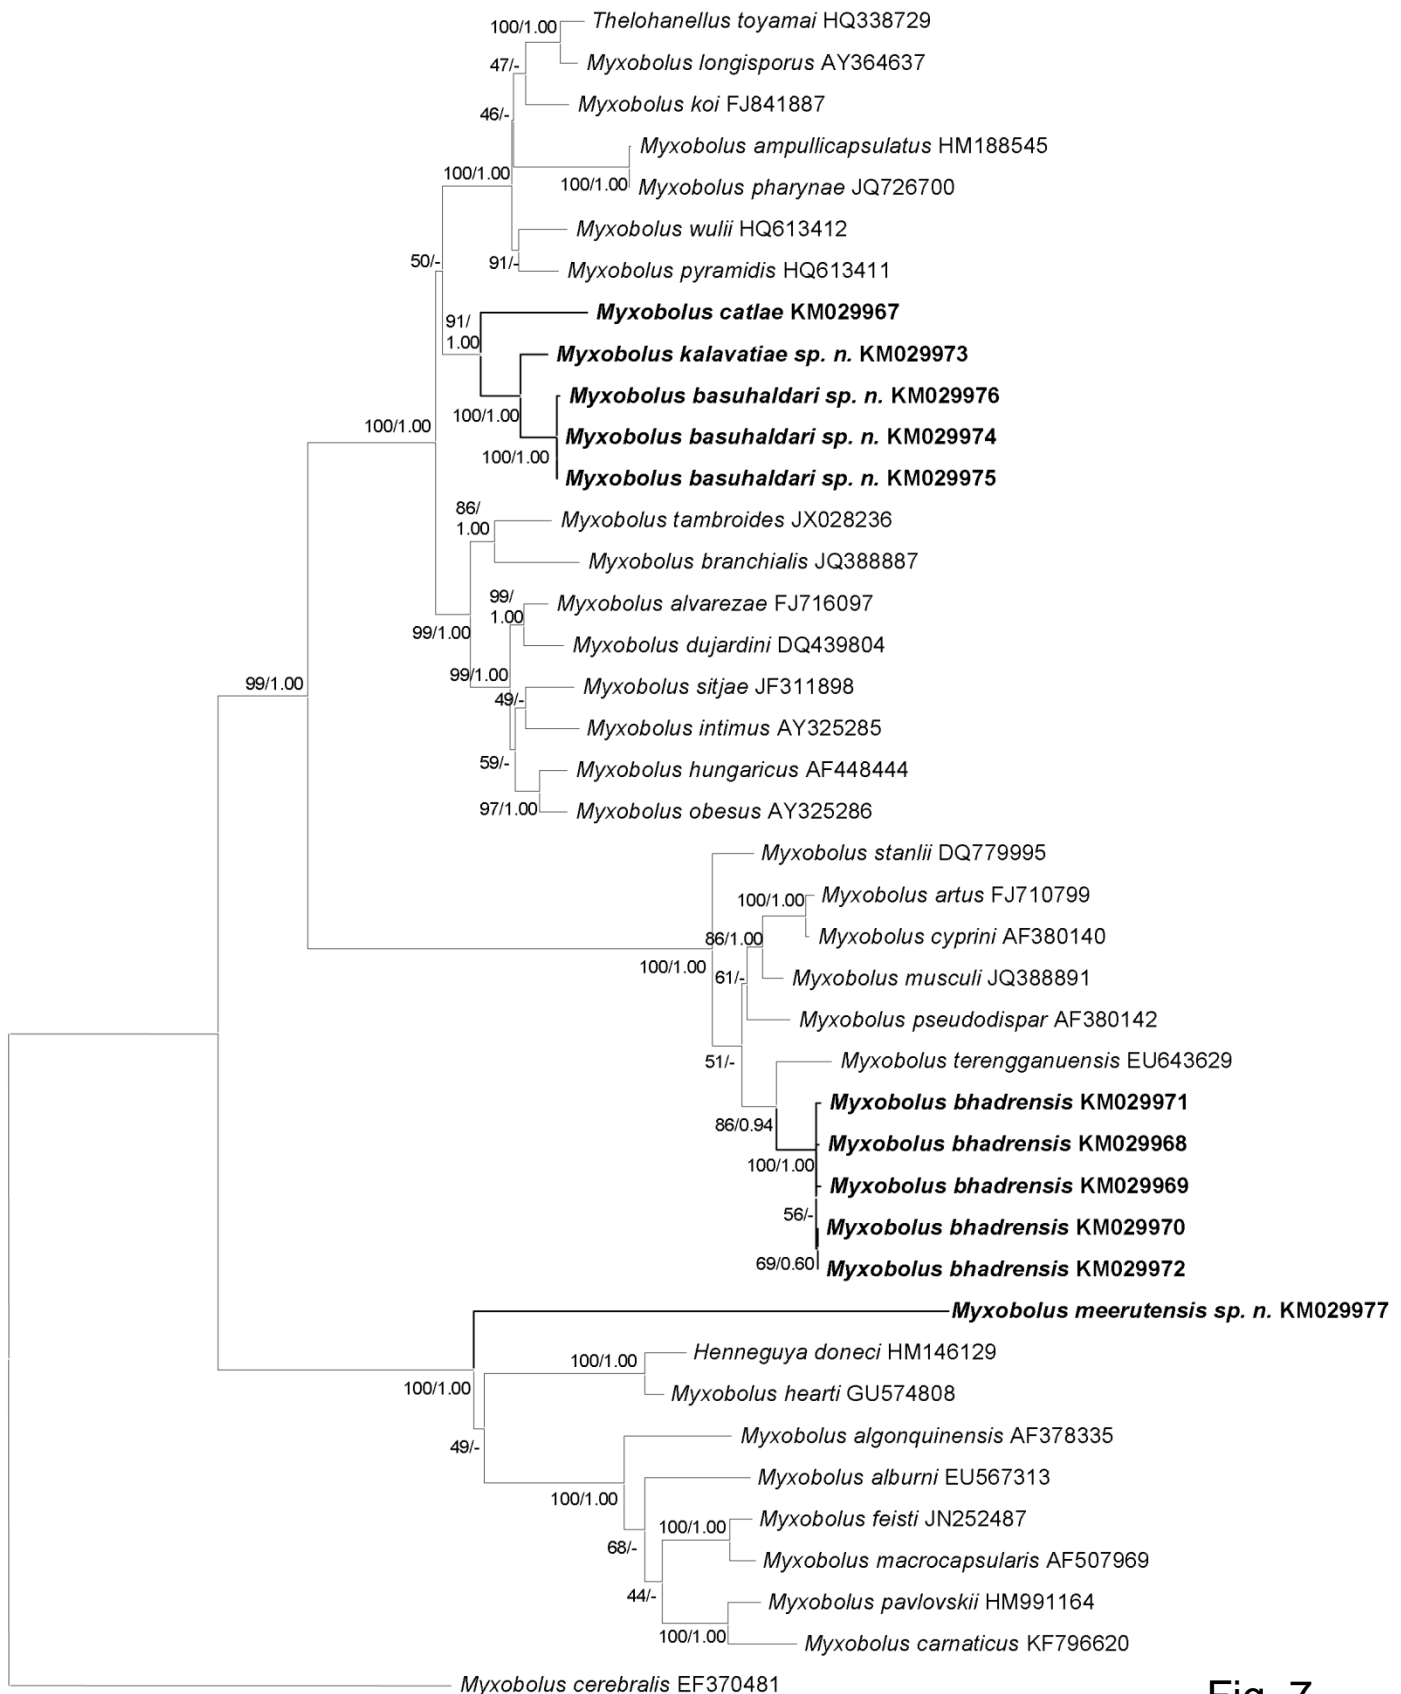 100/1.00
Thelohanellus toyamai HQ338729
47/-
Myxobolus longisporus AY364637
46/-
Myxobolus koi FJ841887
Myxobolus ampullicapsulatus HM188545
100/1.00
100/1.00
Myxobolus pharynae JQ726700
Myxobolus wulii HQ613412
50/-
91/-
Myxobolus pyramidis HQ613411
91/
1.00
Myxobolus catlae KM029967
Myxobolus kalavatiae sp. n. KM029973
Myxobolus basuhaldari sp. n. KM029976
100/1.00
100/1.00
Myxobolus basuhaldari sp. n. KM029974
100/1.00
Myxobolus basuhaldari sp. n. KM029975
86/
1.00
Myxobolus tambroides JX028236
Myxobolus branchialis JQ388887
99/
1.00
Myxobolus alvarezae FJ716097
99/1.00
Myxobolus dujardini DQ439804
99/1.00
99/1.00
49/-
Myxobolus sitjae JF311898
Myxobolus intimus AY325285
59/-
Myxobolus hungaricus AF448444
97/1.00
Myxobolus obesus AY325286
Myxobolus stanlii DQ779995
100/1.00
Myxobolus artus FJ710799
86/1.00
Myxobolus cyprini AF380140
100/1.00
61/-
Myxobolus musculi JQ388891
Myxobolus pseudodispar AF380142
51/-
Myxobolus terengganuensis EU643629
Myxobolus bhadrensis KM029971
86/0.94
Myxobolus bhadrensis KM029968
100/1.00
Myxobolus bhadrensis KM029969
56/-
Myxobolus bhadrensis KM029970
69/0.60
Myxobolus bhadrensis KM029972
Myxobolus meerutensis sp. n. KM029977
100/1.00
Henneguya doneci HM146129
100/1.00
Myxobolus hearti GU574808
49/-
Myxobolus algonquinensis AF378335
Myxobolus alburni EU567313
100/1.00
100/1.00
Myxobolus feisti JN252487
68/-
Myxobolus macrocapsularis AF507969
44/-
Myxobolus pavlovskii HM991164
100/1.00
Myxobolus carnaticus KF796620
Myxobolus cerebralis EF370481
Fig. 7